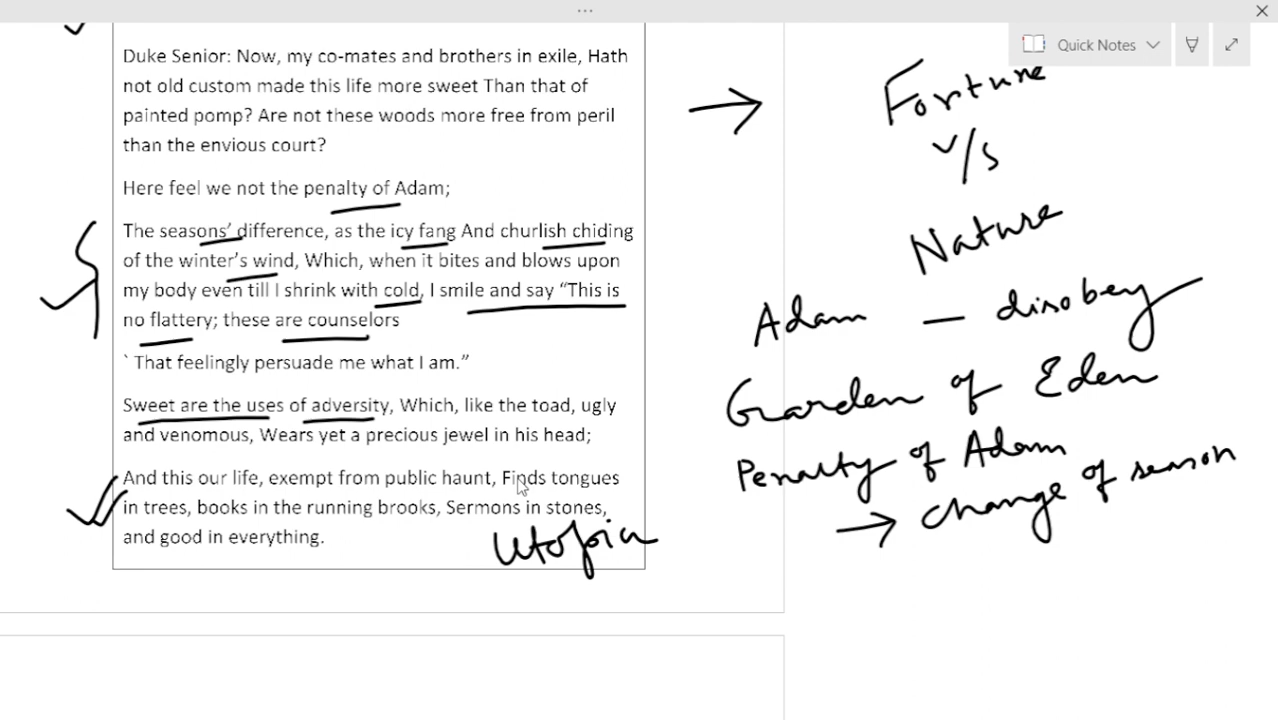 Quick Notes
Duke Senior: Now, my co-mates and brothers in exile, Hath
not old custom made this life more sweet Than that of
painted pomp? Are not these woods more free from peril
than the envious court?
Here feel we not the penalty of Adam;
The seasons’ difference, as the icy fang And churlish chiding
of the winter’s wind, Which, when it bites and blows upon
my body even till I shrink with cold, I smile and say “This is
no flattery; these are counselors
` That feelingly persuade me what I am.”
Sweet are the uses of adversity, Which, like the toad, ugly
and venomous, Wears yet a precious jewel in his head;
And this our life, exempt from public haunt, Finds tongues
in trees, books in the running brooks, Sermons in stones,
and good in everything.
Utopia
→ Fortune
v/s
Nature
Adam – disobey
Garden of Eden
Penalty of Adam
→ change of season